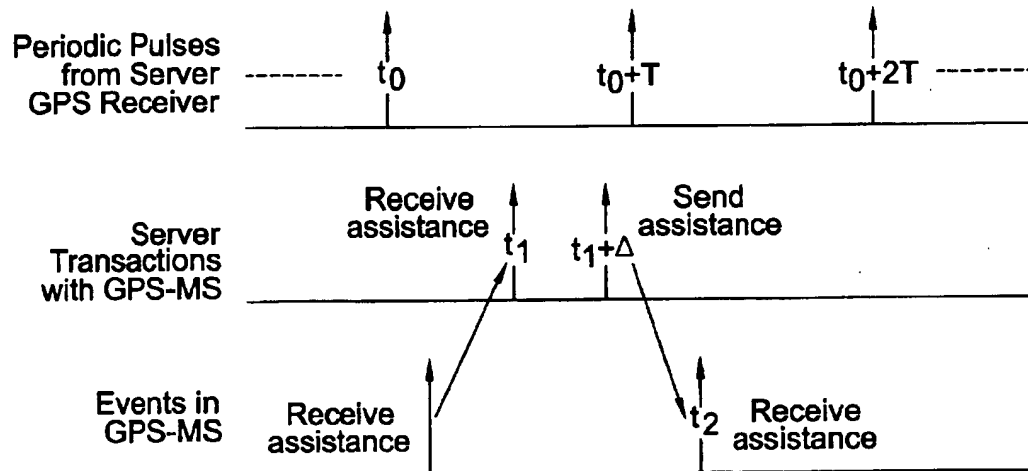 Periodic Pulses
from Server
GPS Receiver
t0
t0+T
t0+2T
Server
Transactions
with GPS-MS
Receive
assistance
t1
t1+Δ
Send
assistance
Events in
GPS-MS
Receive
assistance
t2
Receive
assistance